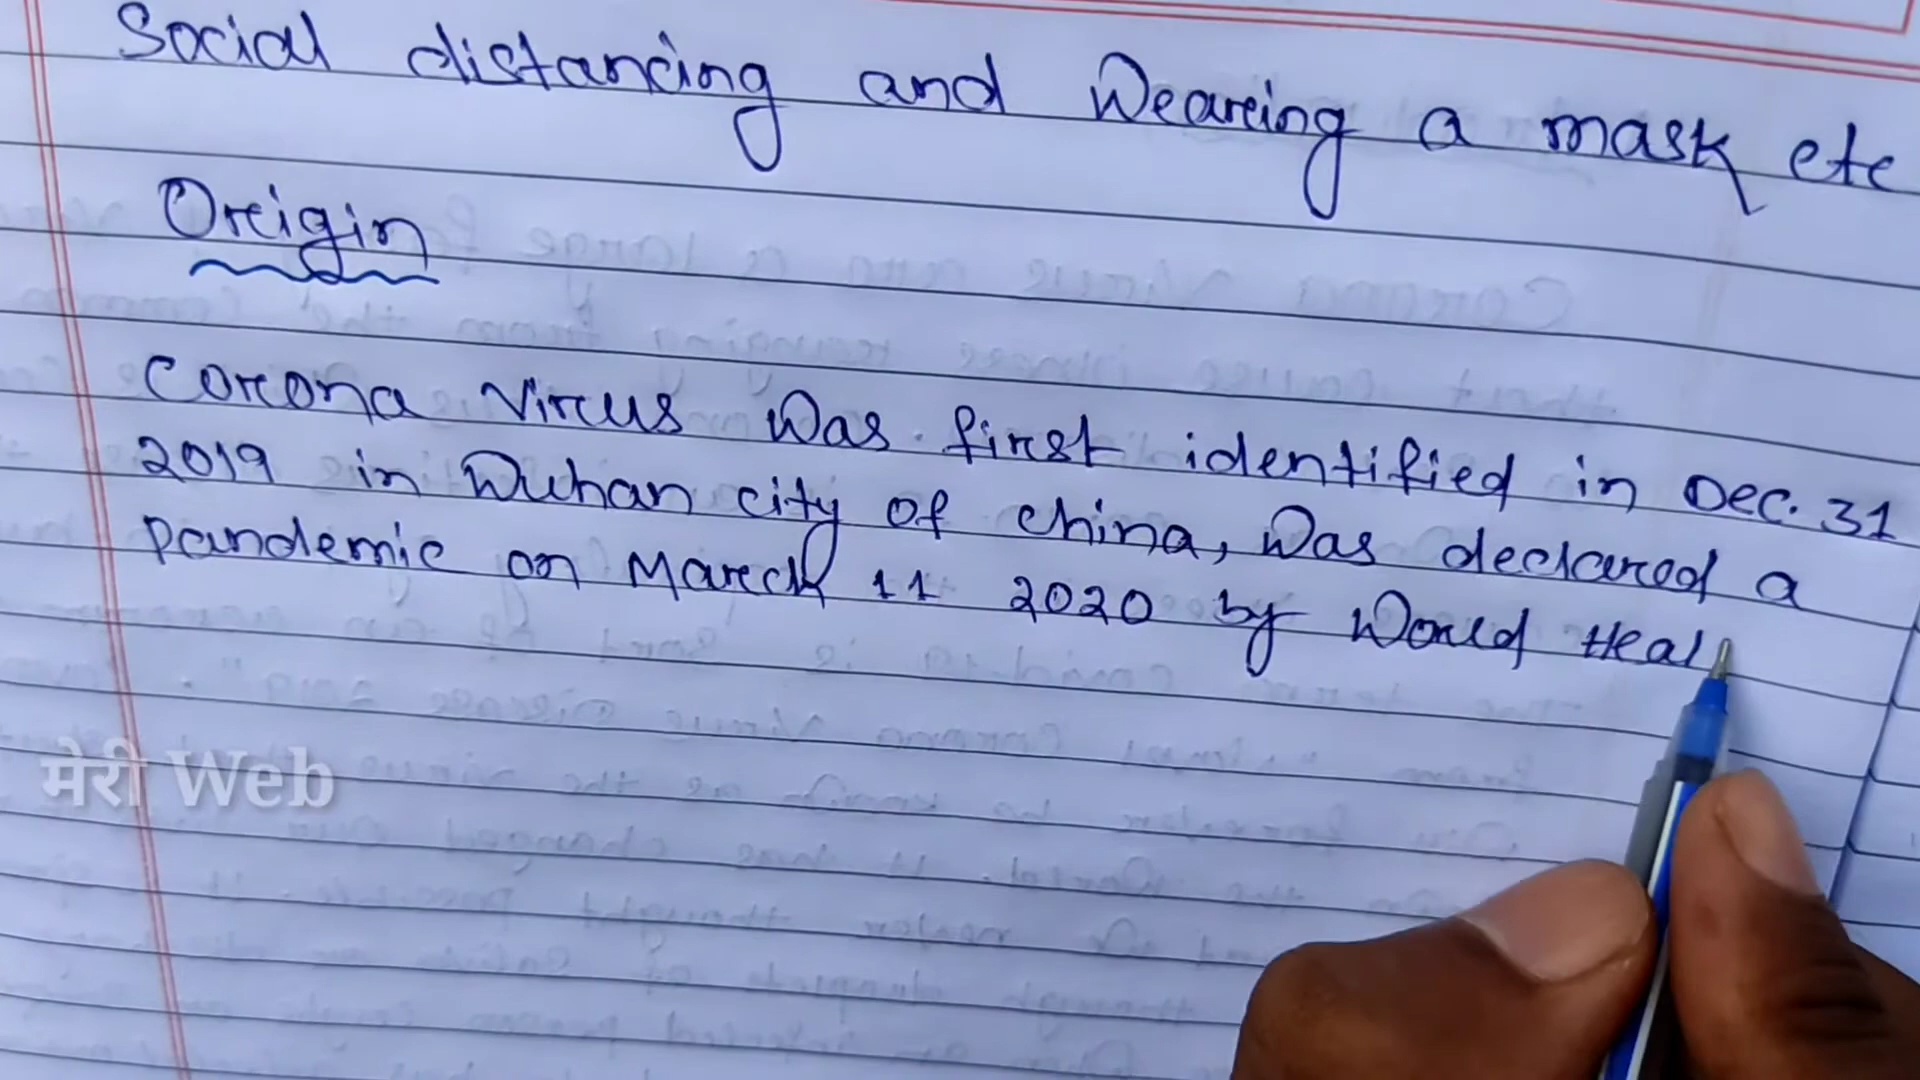 Social distancing and Wearing a mask etc
Origin
Corona Virus Was first identified in Dec. 31
2019 in Wuhan city of china, Was declared a
Pandemic on March 11 2020 by World Heal
मेरी Web